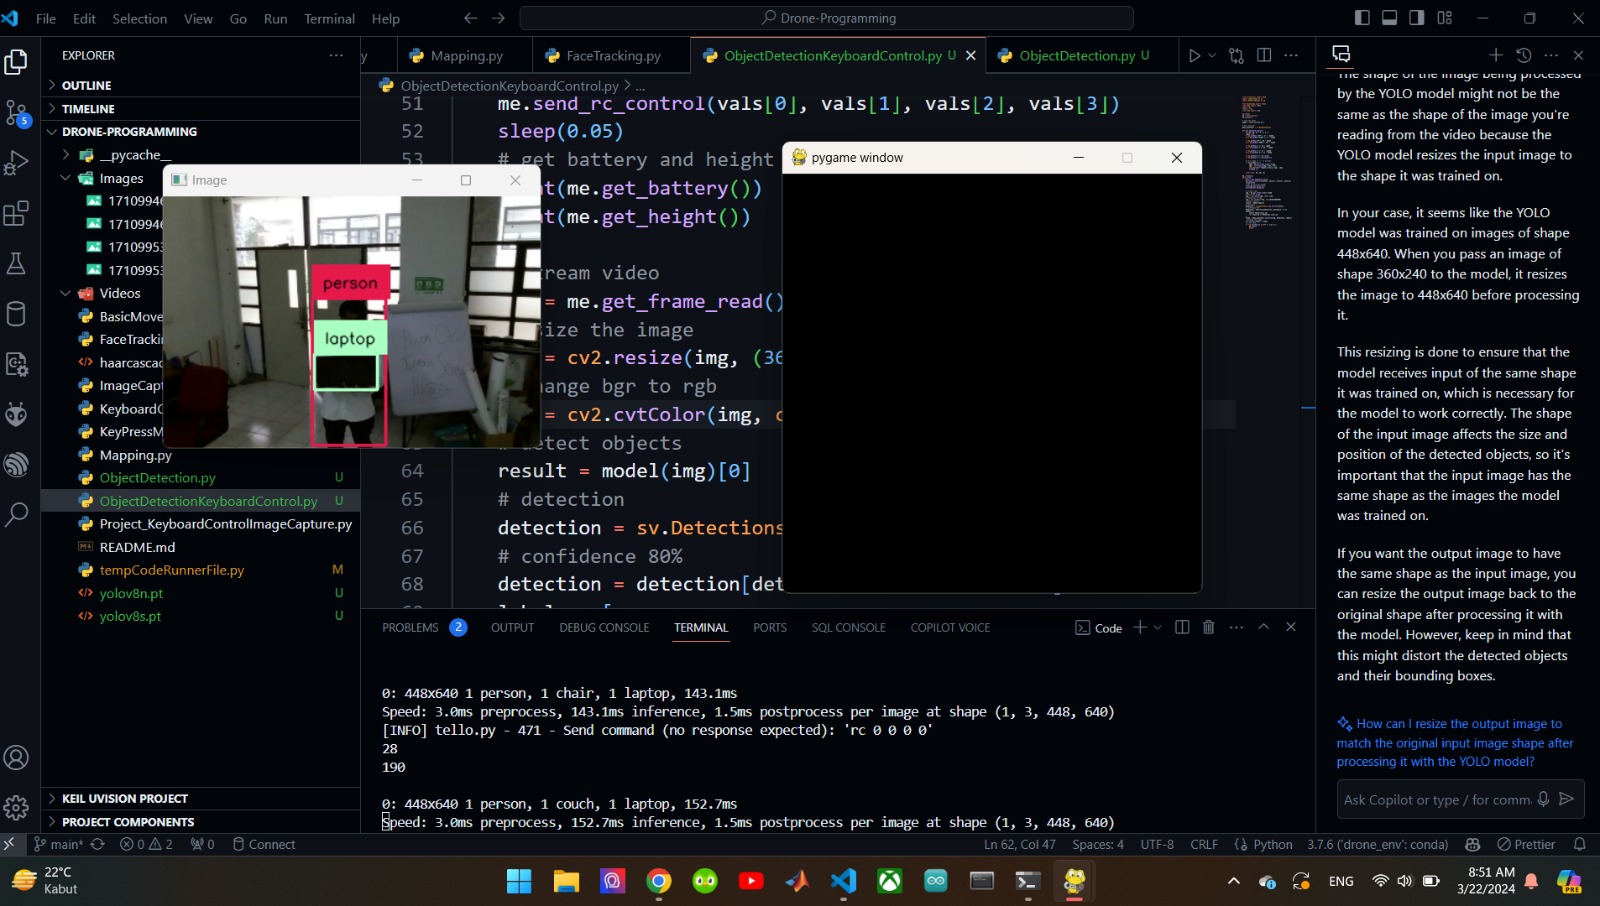 File Edit Selection View Go Run Terminal Help
Drone-Programming
EXPLORER
OUTLINE
TIMELINE
DRONE-PROGRAMMING
__pycache__
Images
17109946
17109946
17109953
17109953
Videos
BasicMove
FaceTrackin
haarcascad
ImageCapt
KeyboardC
KeyPressM
Mapping.py
ObjectDetection.py U
ObjectDetectionKeyboardControl.py U
Project_KeyboardControlImageCapture.py
README.md
tempCodeRunnerFile.py M
yolov8n.pt U
yolov8s.pt U
KEIL UVISION PROJECT
PROJECT COMPONENTS
5
Mapping.py
FaceTracking.py
ObjectDetectionKeyboardControl.py U
ObjectDetection.py U
ObjectDetectionKeyboardControl.py > ...
51 me.send_rc_control(vals[0], vals[1], vals[2], vals[3])
52 sleep(0.05)
53 # get battery and height
t(me.get_battery())
t(me.get_height())
ream video
= me.get_frame_read()
ize the image
= cv2.resize(img, (36
ange bgr to rgb
= cv2.cvtColor(img, c
etect objects
64 result = model(img)[0]
65 # detection
66 detection = sv.Detections
67 # confidence 80%
68 detection = detection[det
Image
person
laptop
pygame window
PROBLEMS 2 OUTPUT DEBUG CONSOLE TERMINAL PORTS SQL CONSOLE COPILOT VOICE
Code
0: 448x640 1 person, 1 chair, 1 laptop, 143.1ms
Speed: 3.0ms preprocess, 143.1ms inference, 1.5ms postprocess per image at shape (1, 3, 448, 640)
[INFO] tello.py - 471 - Send command (no response expected): 'rc 0 0 0 0'
28
190
0: 448x640 1 person, 1 couch, 1 laptop, 152.7ms
Speed: 3.0ms preprocess, 152.7ms inference, 1.5ms postprocess per image at shape (1, 3, 448, 640)
The shape of the image being processed
by the YOLO model might not be the
same as the shape of the image you're
reading from the video because the
YOLO model resizes the input image to
the shape it was trained on.
In your case, it seems like the YOLO
model was trained on images of shape
448x640. When you pass an image of
shape 360x240 to the model, it resizes
the image to 448x640 before processing
it.
This resizing is done to ensure that the
model receives input of the same shape
it was trained on, which is necessary for
the model to work correctly. The shape
of the input image affects the size and
position of the detected objects, so it's
important that the input image has the
same shape as the images the model
was trained on.
If you want the output image to have
the same shape as the input image, you
can resize the output image back to the
original shape after processing it with
the model. However, keep in mind that
this might distort the detected objects
and their bounding boxes.
How can I resize the output image to
match the original input image shape after
processing it with the YOLO model?
Ask Copilot or type / for comm
main* 0 2 0 Connect
Ln 62, Col 47 Spaces: 4 UTF-8 CRLF Python 3.7.6 ('drone_env': conda) Prettier
22°C
Kabut
ENG
8:51 AM
3/22/2024
PRE